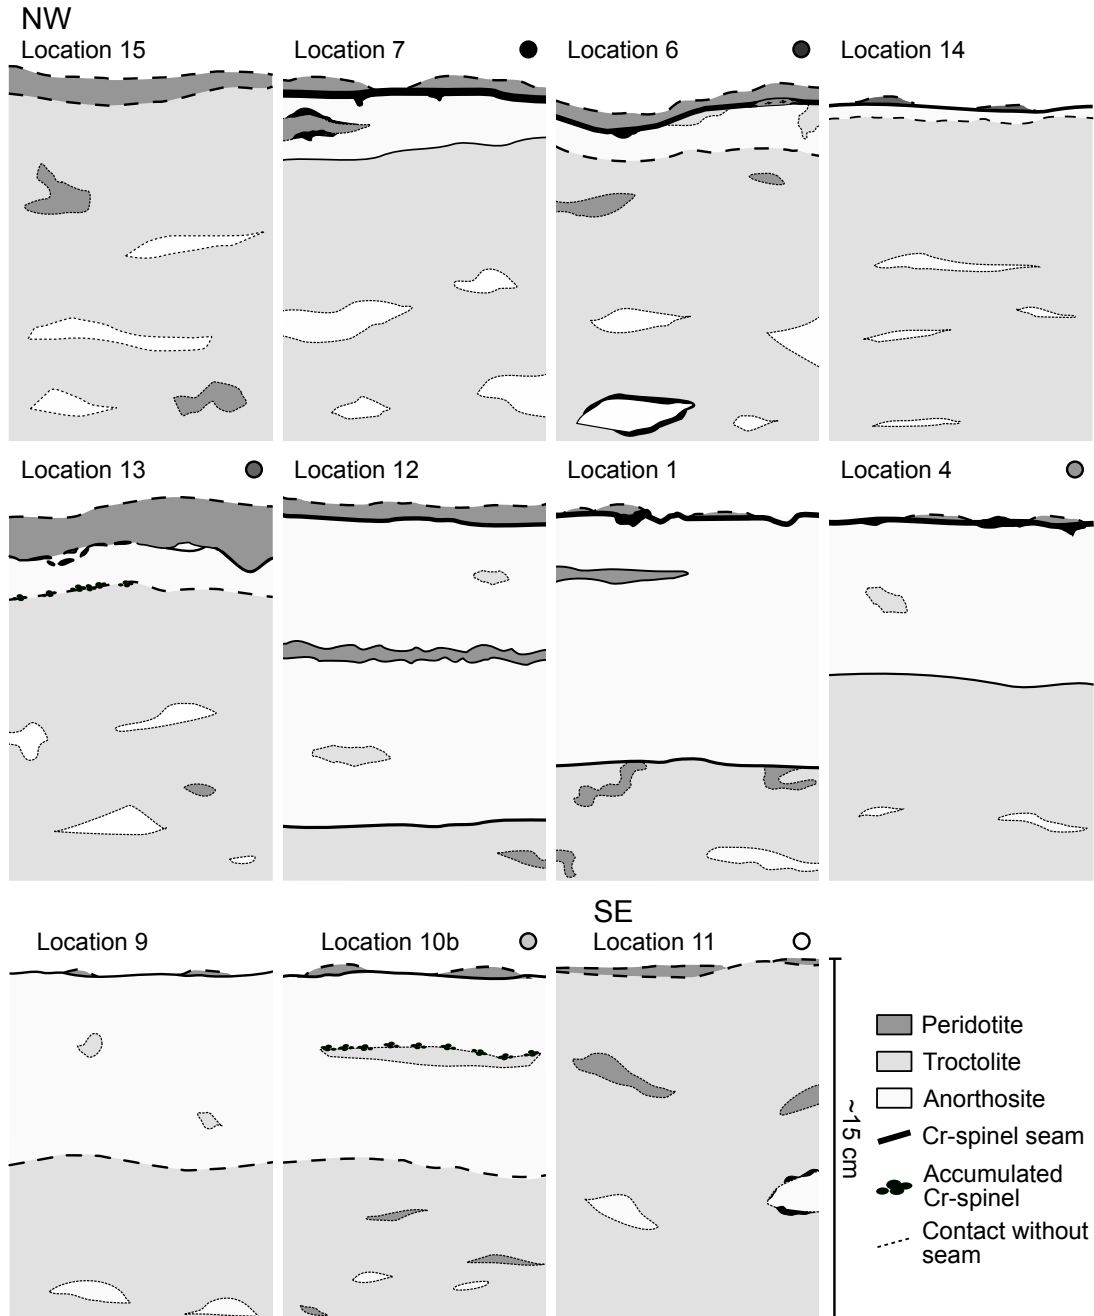 NW
Location 15
Location 7
Location 6
Location 14
Location 13
Location 12
Location 1
Location 4
SE
Location 9
Location 10b
Location 11
Peridotite
Troctolite
Anorthosite
Cr-spinel seam
Accumulated
Cr-spinel
Contact without
seam
~15 cm